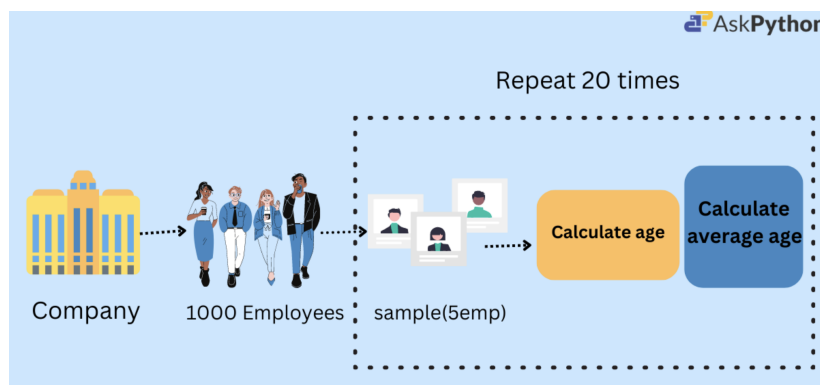 AskPython
Repeat 20 times
Calculate age
Calculate
average age
Company
1000 Employees
sample(5emp)